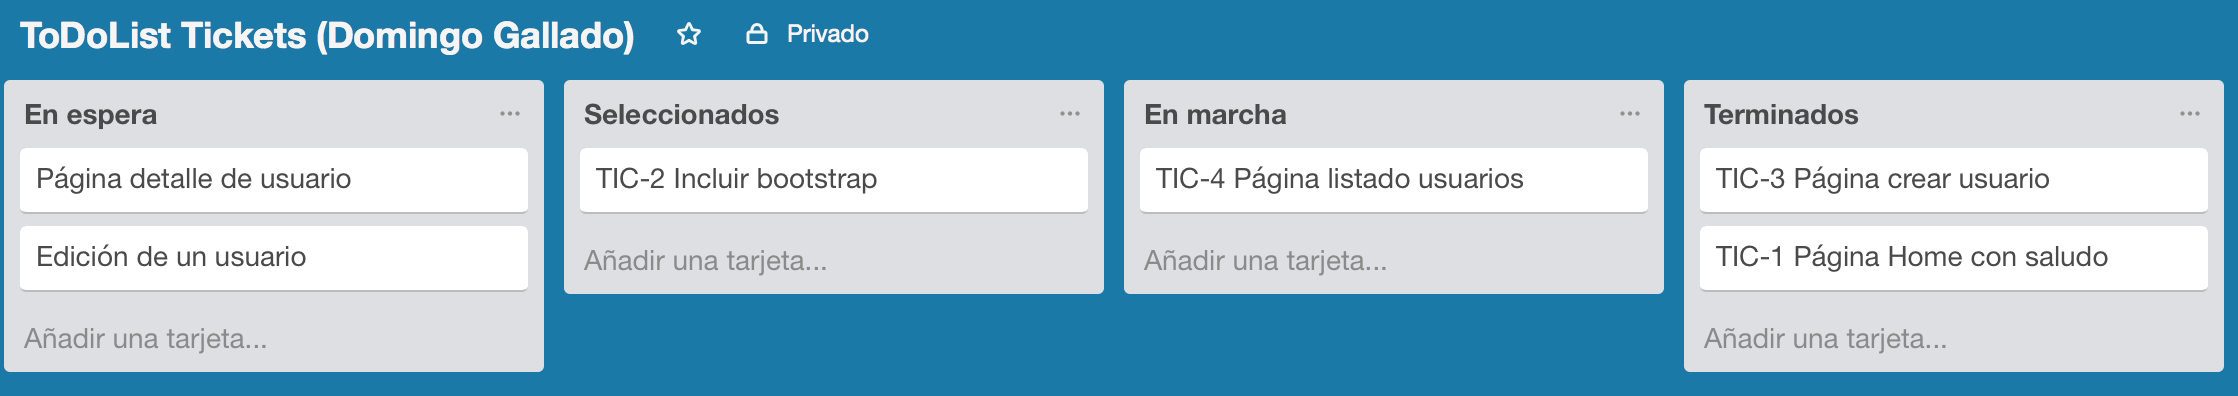 ToDoList Tickets (Domingo Gallado) Privado
En espera
Página detalle de usuario
Edición de un usuario
Añadir una tarjeta...
Seleccionados
TIC-2 Incluir bootstrap
Añadir una tarjeta...
En marcha
TIC-4 Página listado usuarios
Añadir una tarjeta...
Terminados
TIC-3 Página crear usuario
TIC-1 Página Home con saludo
Añadir una tarjeta...